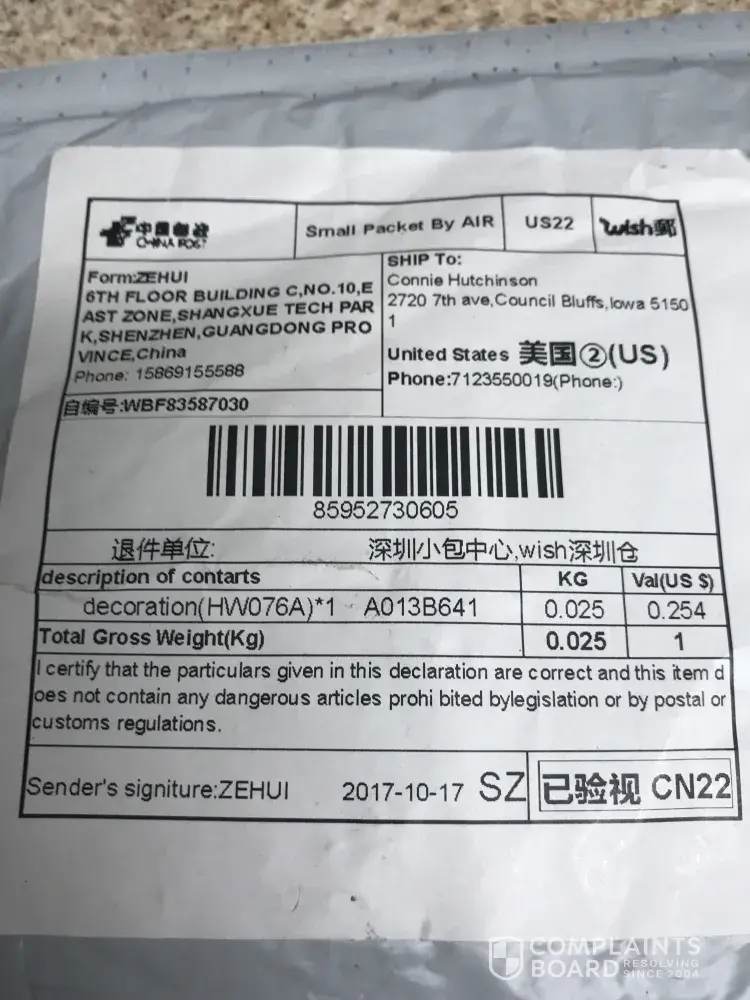 中国邮政
CHINA POST
Small Packet By AIR
US22
wish邮
Form:ZEHUI
6TH FLOOR BUILDING C,NO.10,E
AST ZONE,SHANGXUE TECH PAR
K,SHENZHEN,GUANGDONG PRO
VINCE,China
Phone: 15869155588
自编号:WBF83587030
SHIP To:
Connie Hutchinson
2720 7th ave,Council Bluffs,Iowa 5150
1
United States 美国②(US)
Phone:7123550019(Phone:)
85952730605
退件单位: 深圳小包中心,wish深圳仓
description of contarts KG Val(US $)
decoration(HW076A)*1 A013B641 0.025 0.254
Total Gross Weight(Kg) 0.025 1
I certify that the particulars given in this declaration are correct and this item d
oes not contain any dangerous articles prohi bited bylegislation or by postal or
customs regulations.
Sender's signiture:ZEHUI 2017-10-17 SZ 已验视 CN22
COMPLAINTS
BOARD RESOLVING
SINCE 2004